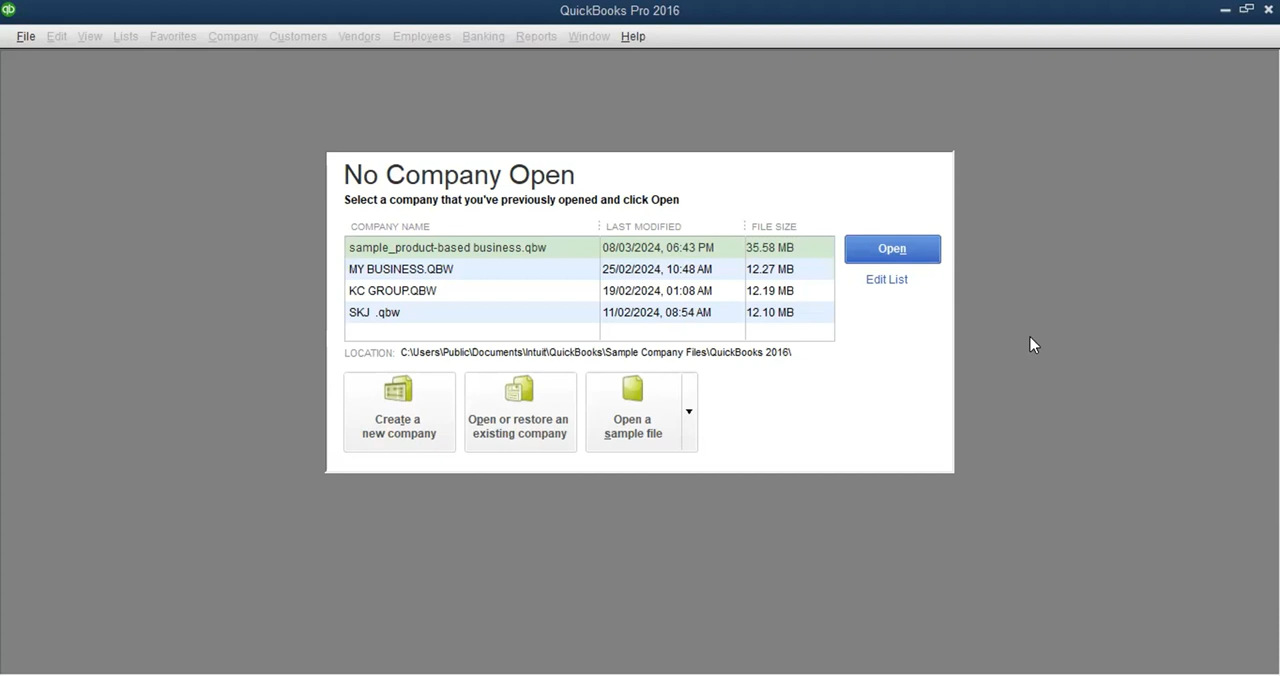 qb QuickBooks Pro 2016
File Edit View Lists Favorites Company Customers Vendors Employees Banking Reports Window Help
No Company Open
Select a company that you've previously opened and click Open
COMPANY NAME LAST MODIFIED FILE SIZE
sample_product-based business.qbw 08/03/2024, 06:43 PM 35.58 MB Open
MY BUSINESS.QBW 25/02/2024, 10:48 AM 12.27 MB Edit List
KC GROUP.QBW 19/02/2024, 01:08 AM 12.19 MB
SKJ .qbw 11/02/2024, 08:54 AM 12.10 MB
LOCATION: C:\Users\Public\Documents\Intuit\QuickBooks\Sample Company Files\QuickBooks 2016\
Create a
new company
Open or restore an
existing company
Open a
sample file